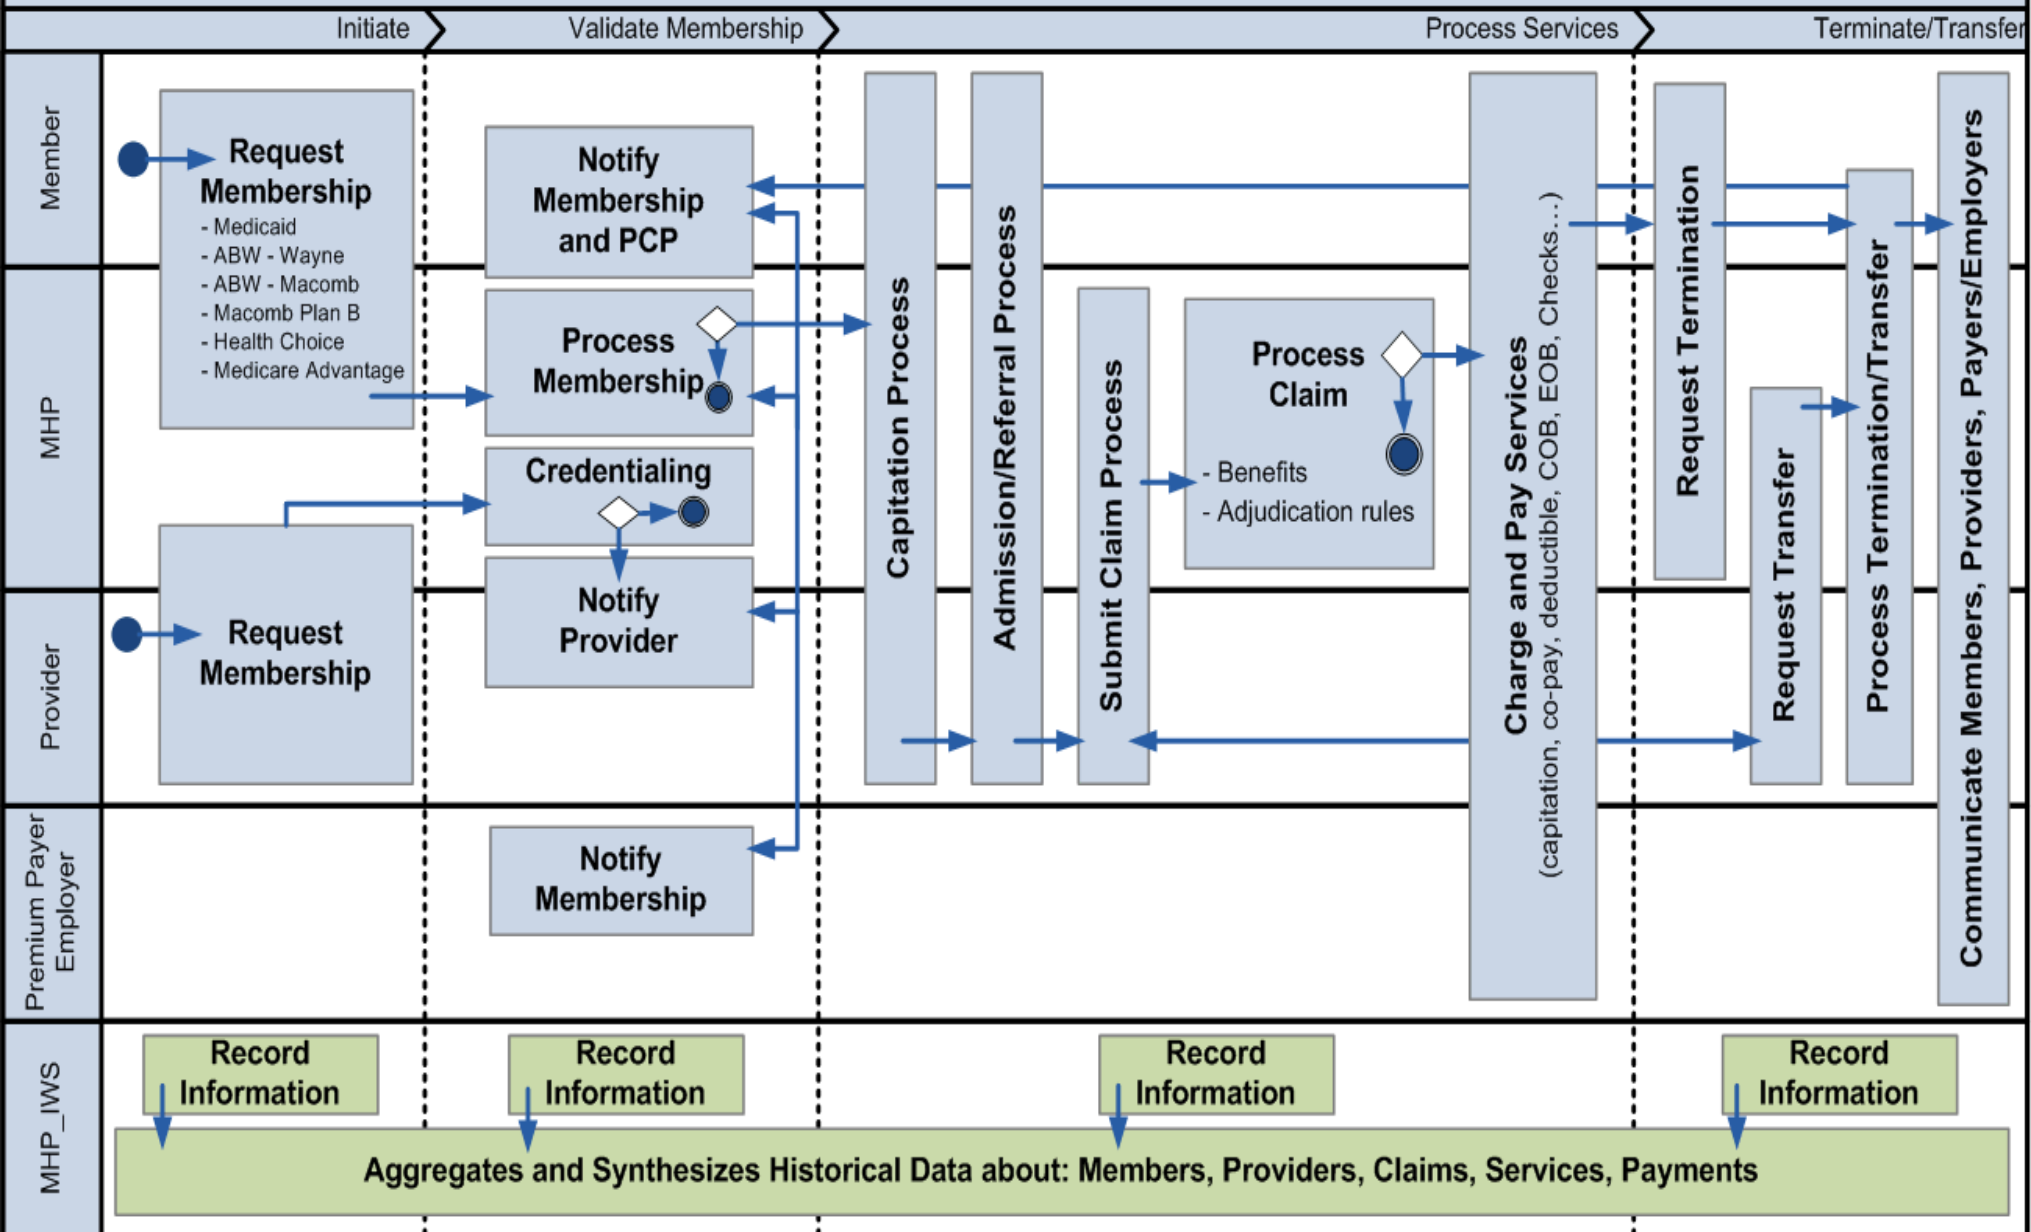 Initiate
Validate Membership
Process Services
Terminate/Transfer
Member
Request
Membership
- Medicaid
- ABW - Wayne
- ABW - Macomb
- Macomb Plan B
- Health Choice
- Medicare Advantage
Notify
Membership
and PCP
MHP
Process
Membership
Credentialing
Notify
Provider
Capitation Process
Admission/Referral Process
Submit Claim Process
Process
Claim
- Benefits
- Adjudication rules
Charge and Pay Services
(capitation, co-pay, deductible, COB, EOB, Checks...)
Request Termination
Request Transfer
Process Termination/Transfer
Communicate Members, Providers, Payers/Employers
Provider
Request
Membership
Premium Payer
Employer
Notify
Membership
MHP_IWS
Record
Information
Record
Information
Record
Information
Record
Information
Aggregates and Synthesizes Historical Data about: Members, Providers, Claims, Services, Payments